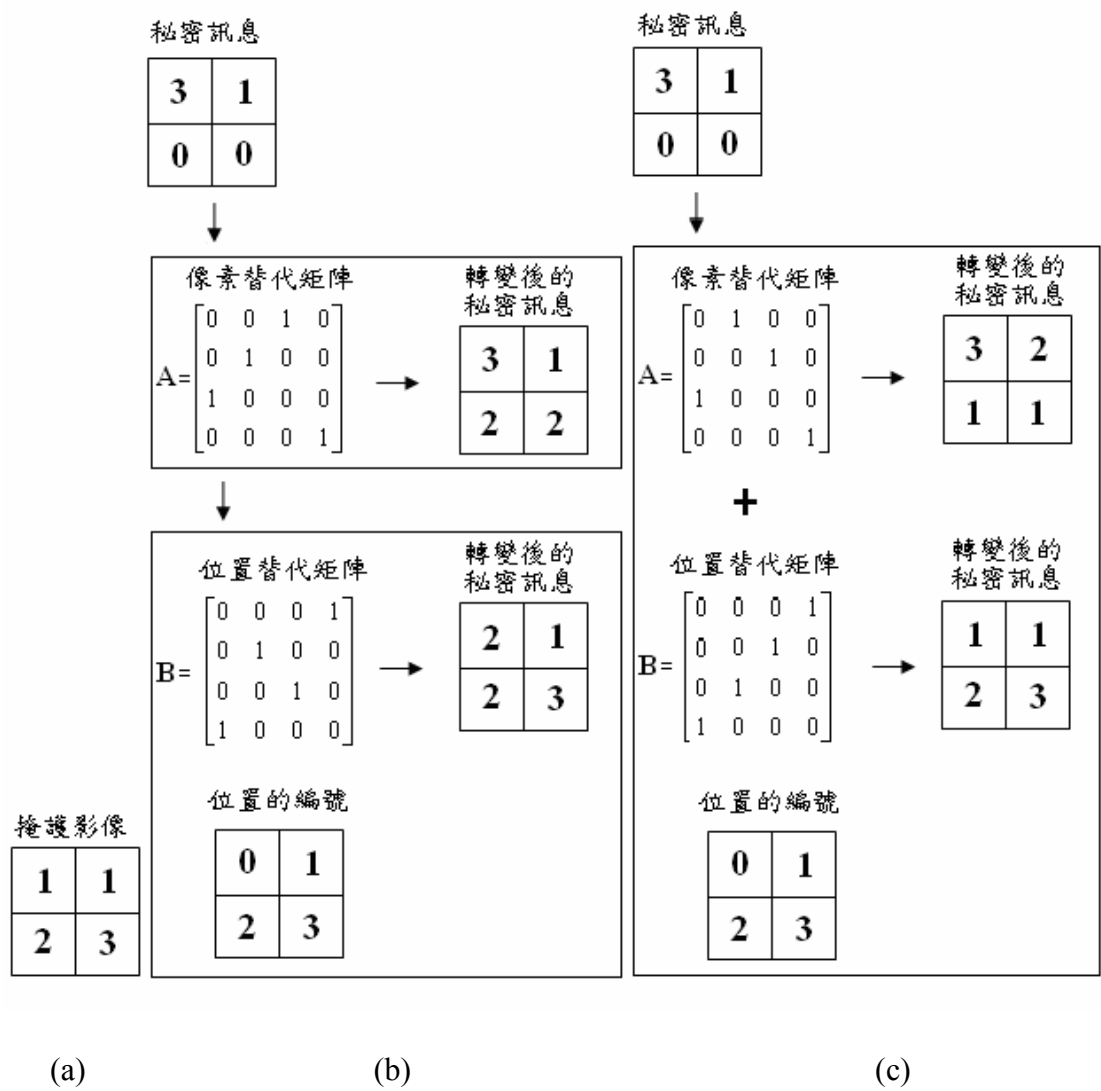 秘密訊息
3 1
0 0
像素替代矩陣
A=
0 0 1 0
0 1 0 0
1 0 0 0
0 0 0 1
轉變後的
秘密訊息
3 1
2 2
位置替代矩陣
B=
0 0 0 1
0 1 0 0
0 0 1 0
1 0 0 0
轉變後的
秘密訊息
2 1
2 3
位置的編號
0 1
2 3
掩護影像
1 1
2 3
秘密訊息
3 1
0 0
像素替代矩陣
A=
0 1 0 0
0 0 1 0
1 0 0 0
0 0 0 1
轉變後的
秘密訊息
3 2
1 1
+
位置替代矩陣
B=
0 0 0 1
0 0 1 0
0 1 0 0
1 0 0 0
轉變後的
秘密訊息
1 1
2 3
位置的編號
0 1
2 3
(a) (b) (c)